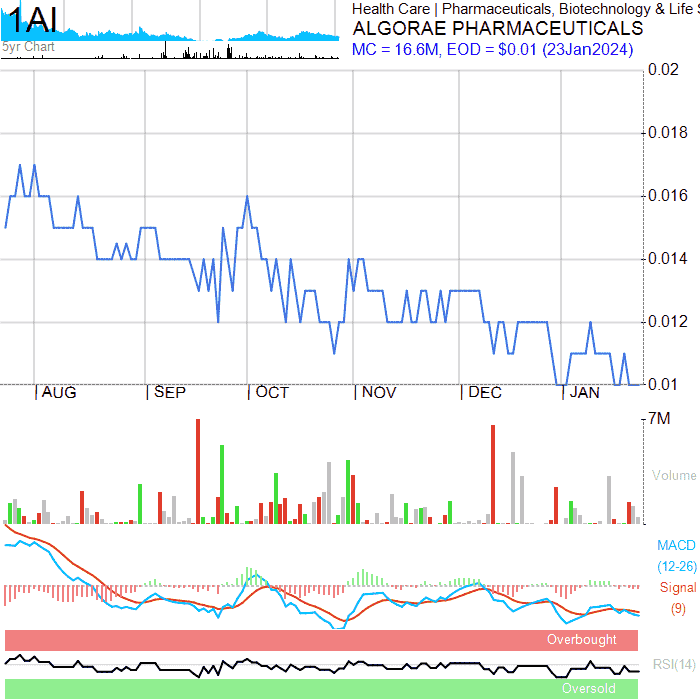 1AI
5yr Chart
Health Care | Pharmaceuticals, Biotechnology & Life S
ALGORAE PHARMACEUTICALS
MC = 16.6M, EOD = $0.01 (23Jan2024)
0.02
0.018
0.016
0.014
0.012
0.01
AUG SEP OCT NOV DEC JAN
7M
Volume
MACD
(12-26)
Signal
(9)
Overbought
RSI(14)
Oversold